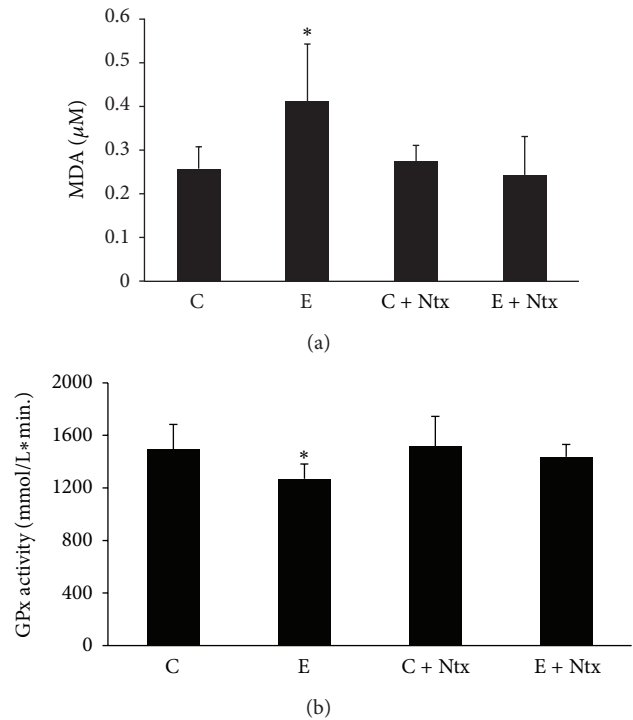 0.6
0.5
0.4
0.3
0.2
0.1
0
MDA (μM)
*
C E C + Ntx E + Ntx
(a)
2000
1600
1200
800
400
0
GPx activity (mmol/L∗min.)
*
C E C + Ntx E + Ntx
(b)